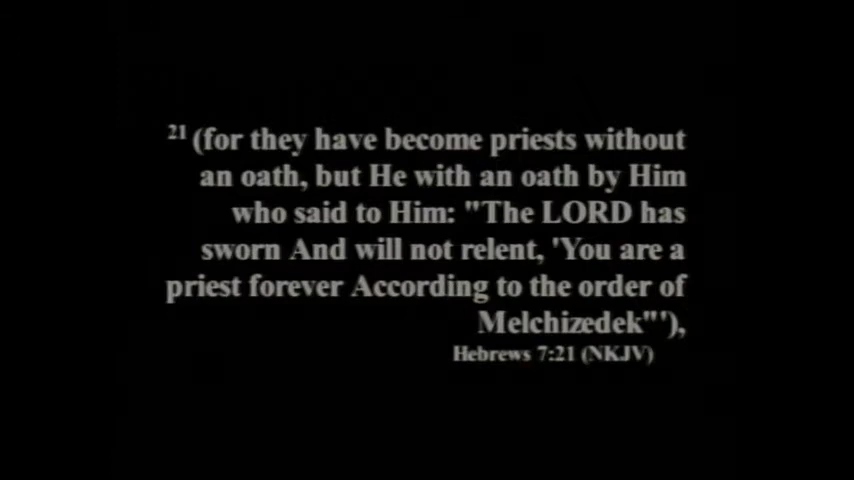 21 (for they have become priests without
an oath, but He with an oath by Him
who said to Him: "The LORD has
sworn And will not relent, 'You are a
priest forever According to the order of
Melchizedek"'),
Hebrews 7:21 (NKJV)